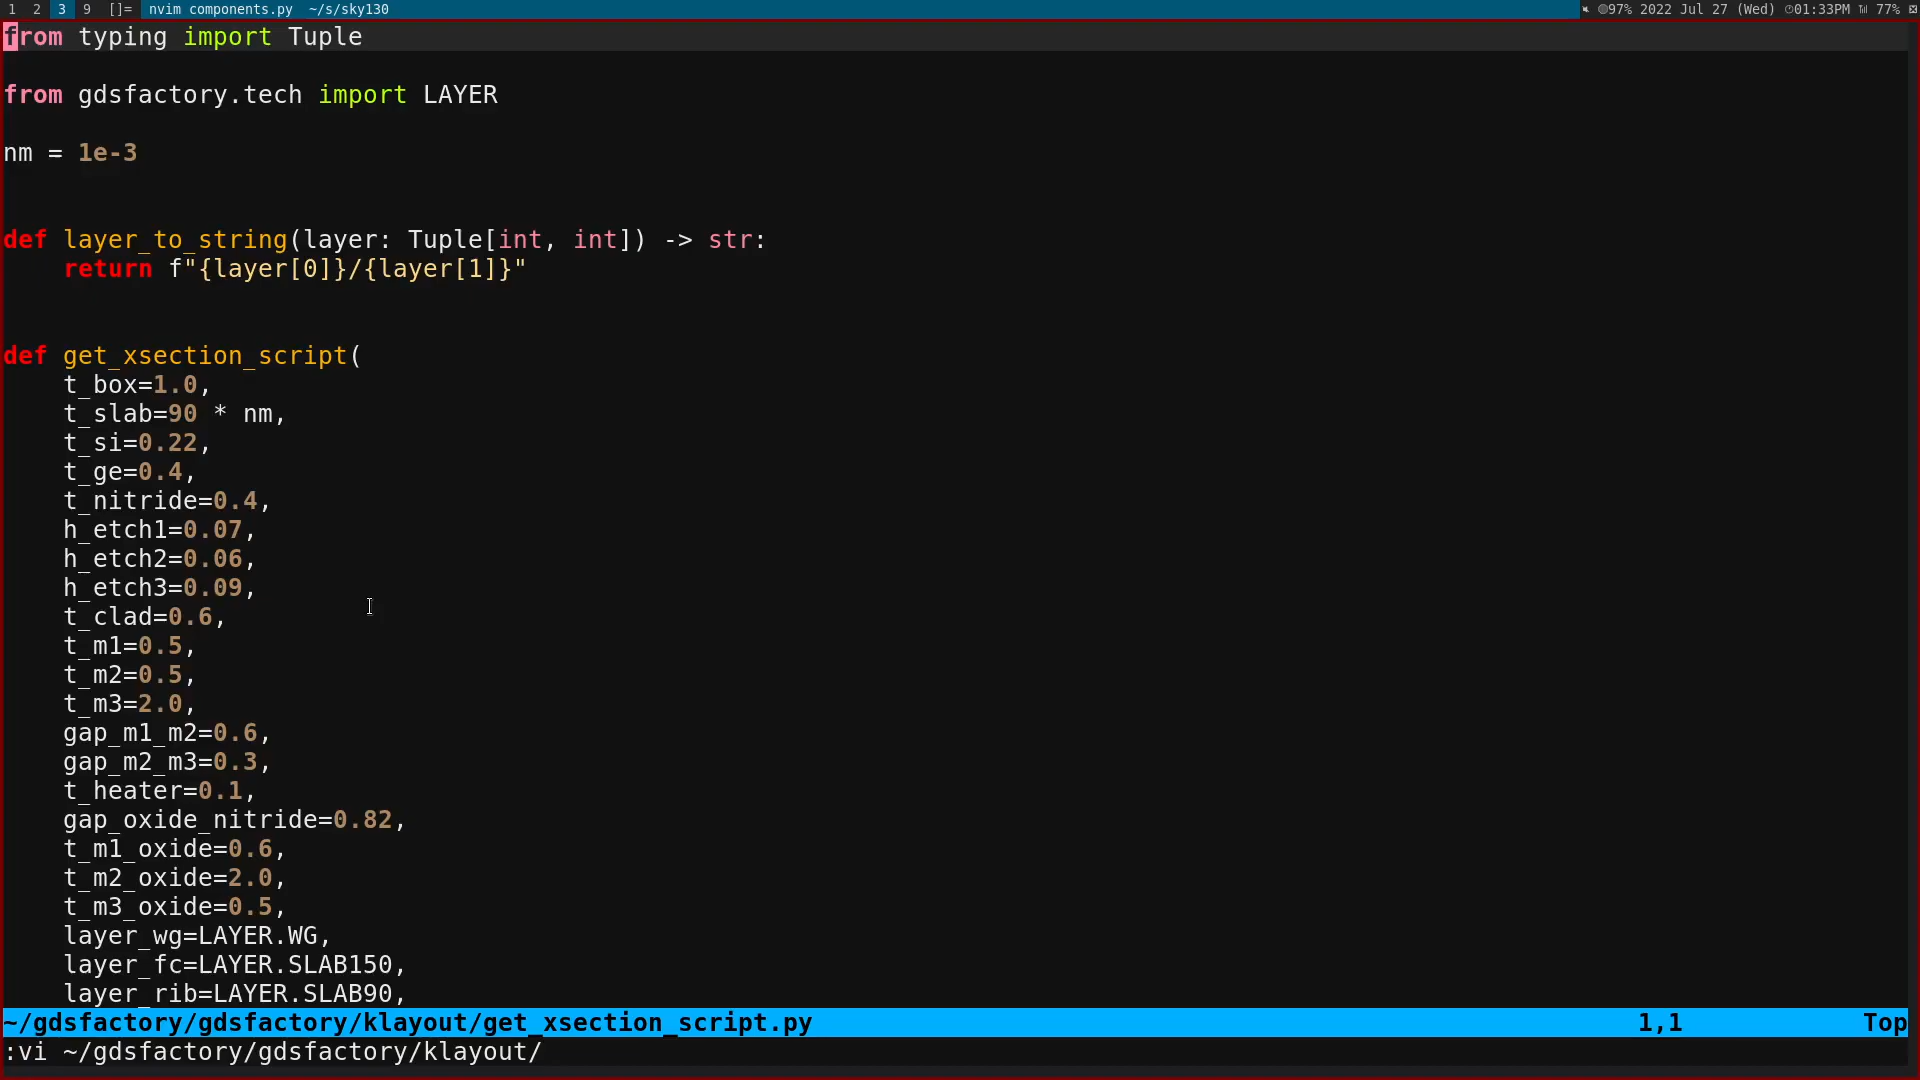 1 2 3 9 []= nvim components.py ~/s/sky130 97% 2022 Jul 27 (Wed) 01:33PM 77%
from typing import Tuple
from gdsfactory.tech import LAYER
nm = 1e-3
def layer_to_string(layer: Tuple[int, int]) -> str:
    return f"{layer[0]}/{layer[1]}"
def get_xsection_script(
    t_box=1.0,
    t_slab=90 * nm,
    t_si=0.22,
    t_ge=0.4,
    t_nitride=0.4,
    h_etch1=0.07,
    h_etch2=0.06,
    h_etch3=0.09,
    t_clad=0.6,
    t_m1=0.5,
    t_m2=0.5,
    t_m3=2.0,
    gap_m1_m2=0.6,
    gap_m2_m3=0.3,
    t_heater=0.1,
    gap_oxide_nitride=0.82,
    t_m1_oxide=0.6,
    t_m2_oxide=2.0,
    t_m3_oxide=0.5,
    layer_wg=LAYER.WG,
    layer_fc=LAYER.SLAB150,
    layer_rib=LAYER.SLAB90,
~/gdsfactory/gdsfactory/klayout/get_xsection_script.py 1,1 Top
:vi ~/gdsfactory/gdsfactory/klayout/